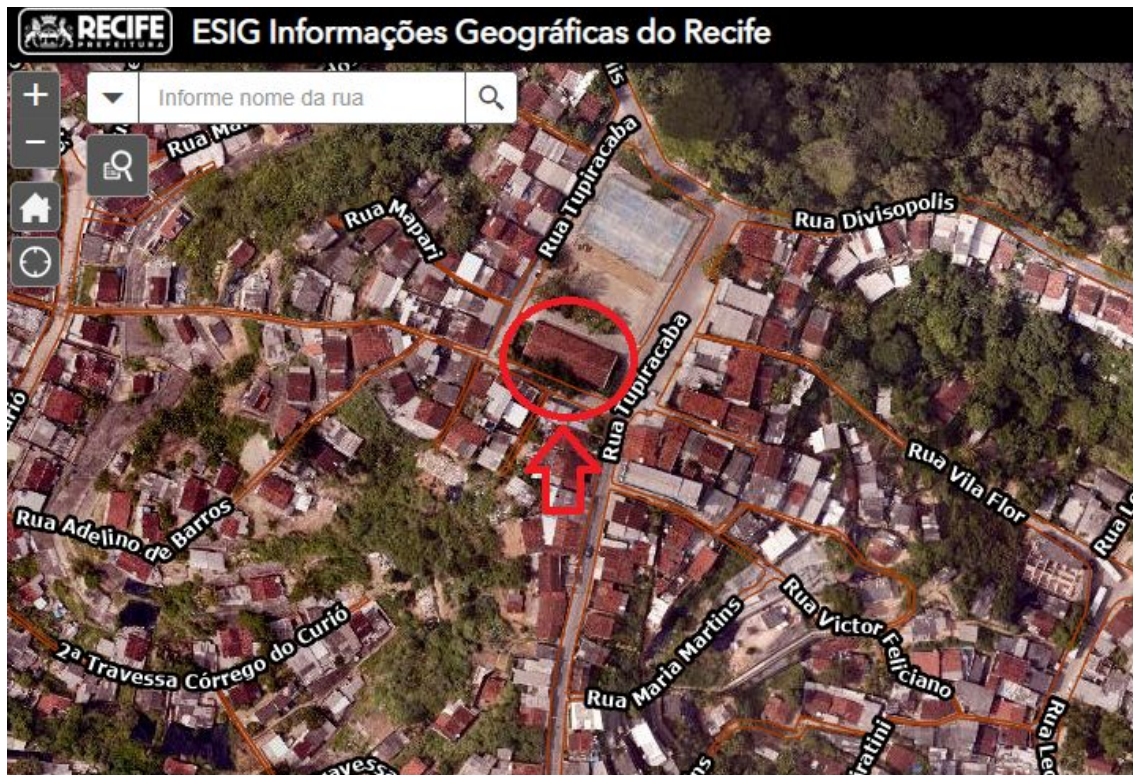 RECIFE
PREFEITURA
ESIG Informações Geográficas do Recife
+
Informe nome da rua
−
Rua Tupiracaba
Rua Divisopolis
Rua Mapari
Rua Tupiracaba
Rua Vila Flor
Rua Adelino de Barros
2ª Travessa Córrego do Curió
Rua Victor Feliciano
Rua Maria Martins